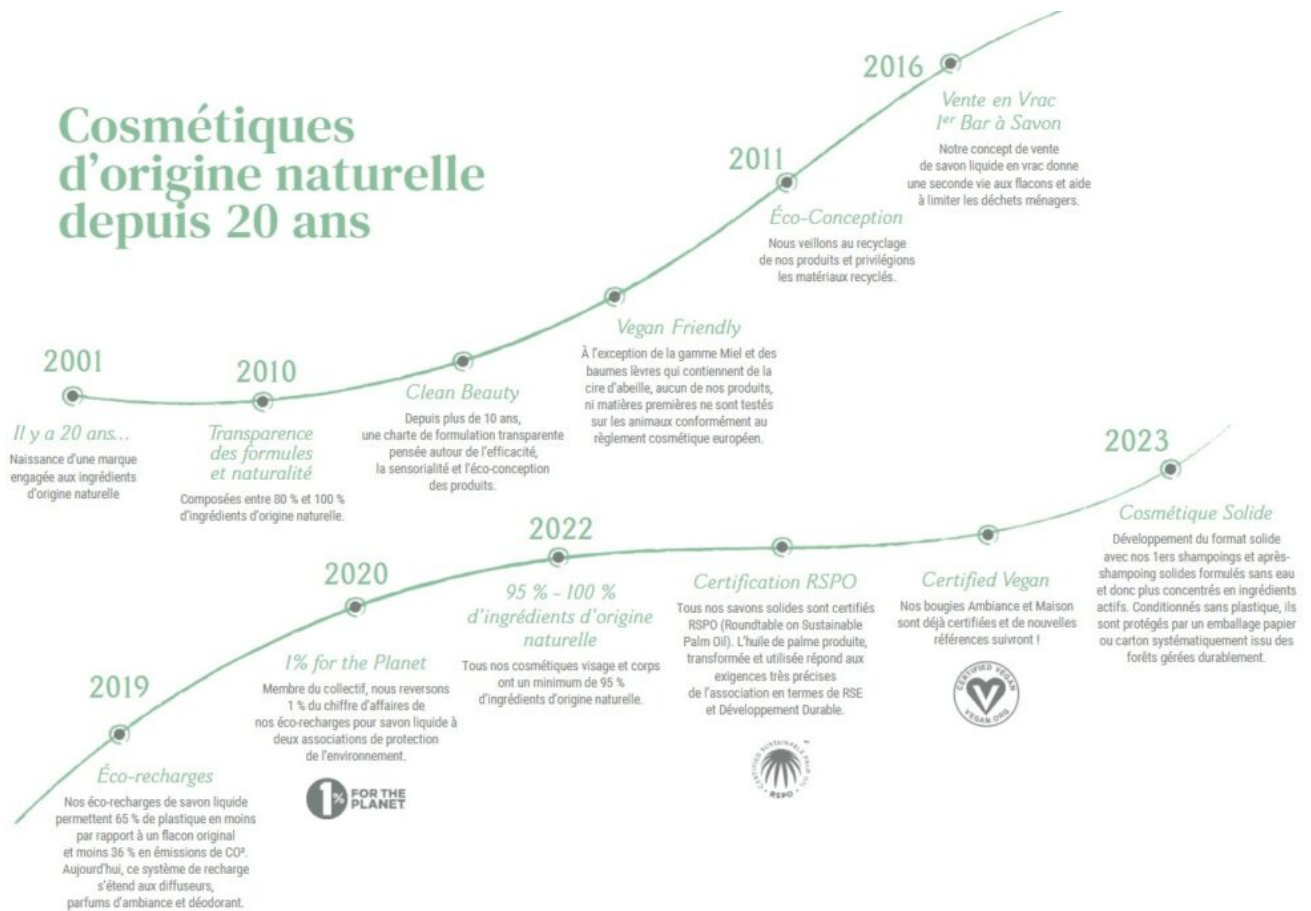 Cosmétiques
d'origine naturelle
depuis 20 ans
2001
Il y a 20 ans...
Naissance d'une marque
engagée aux ingrédients
d'origine naturelle
2010
Transparence
des formules
et naturalité
Composées entre 80 % et 100 %
d'ingrédients d'origine naturelle.
Clean Beauty
Depuis plus de 10 ans,
une charte de formulation transparente
pensée autour de l'efficacité,
la sensorialité et l'éco-conception
des produits.
Vegan Friendly
À l'exception de la gamme Miel et des
baumes lèvres qui contiennent de la
cire d'abeille, aucun de nos produits,
ni matières premières ne sont testés
sur les animaux conformément au
règlement cosmétique européen.
2011
Éco-Conception
Nous veillons au recyclage
de nos produits et privilégions
les matériaux recyclés.
2016
Vente en Vrac
1er Bar à Savon
Notre concept de vente
de savon liquide en vrac donne
une seconde vie aux flacons et aide
à limiter les déchets ménagers.
2019
Éco-recharges
Nos éco-recharges de savon liquide
permettent 65 % de plastique en moins
par rapport à un flacon original
et moins 36 % en émissions de CO².
Aujourd'hui, ce système de recharge
s'étend aux diffuseurs,
parfums d'ambiance et déodorant.
2020
1% for the Planet
Membre du collectif, nous reversons
1 % du chiffre d'affaires de
nos éco-recharges pour savon liquide à
deux associations de protection
de l'environnement.
1% FOR THE
PLANET
2022
95 % - 100 %
d'ingrédients d'origine
naturelle
Tous nos cosmétiques visage et corps
ont un minimum de 95 %
d'ingrédients d'origine naturelle.
Certification RSPO
Tous nos savons solides sont certifiés
RSPO (Roundtable on Sustainable
Palm Oil). L'huile de palme produite,
transformée et utilisée répond aux
exigences très précises
de l'association en termes de RSE
et Développement Durable.
CERTIFIED SUSTAINABLE PALM OIL
RSPO
Certified Vegan
Nos bougies Ambiance et Maison
sont déjà certifiées et de nouvelles
références suivront !
CERTIFIED VEGAN
VEGAN.ORG
2023
Cosmétique Solide
Développement du format solide
avec nos 1ers shampoings et après-
shampoing solides formulés sans eau
et donc plus concentrés en ingrédients
actifs. Conditionnés sans plastique, ils
sont protégés par un emballage papier
ou carton systématiquement issu des
forêts gérées durablement.